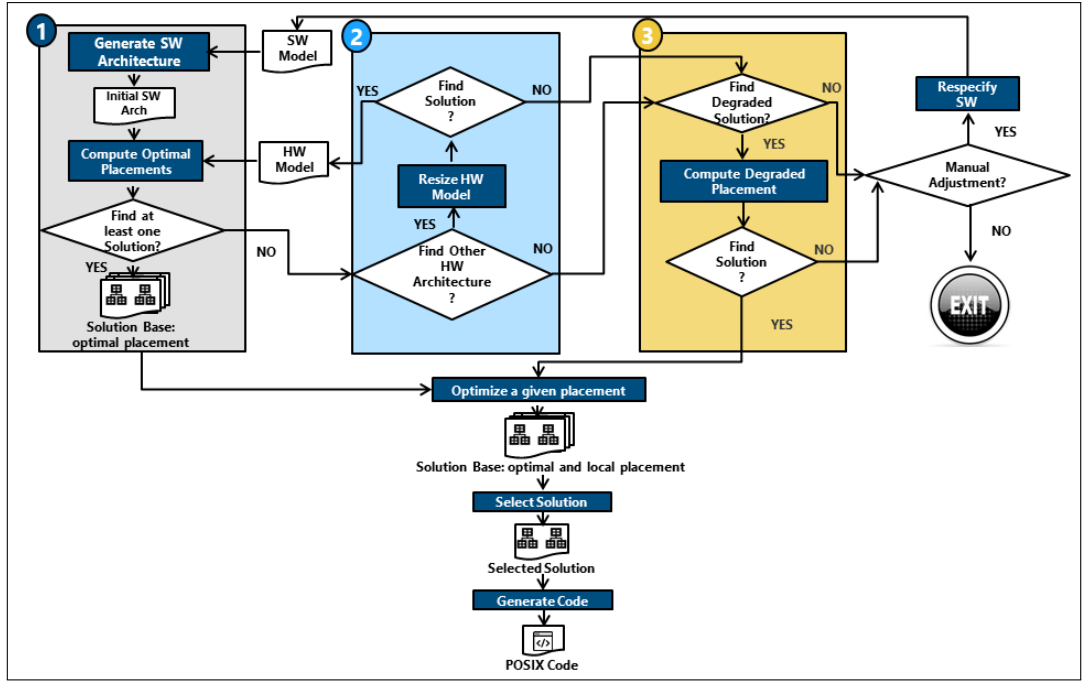 1
Generate SW
Architecture
SW
Model
Initial SW
Arch
Compute Optimal
Placements
HW
Model
Find at
least one
Solution?
YES
NO
Solution Base:
optimal placement
2
YES
Find
Solution
?
NO
Resize HW
Model
YES
Find Other
HW
Architecture
?
NO
3
Find
Degraded
Solution?
NO
YES
Compute Degraded
Placement
Find
Solution
?
NO
YES
Respecify
SW
YES
Manual
Adjustment?
NO
EXIT
Optimize a given placement
Solution Base: optimal and local placement
Select Solution
Selected Solution
Generate Code
</>
POSIX Code